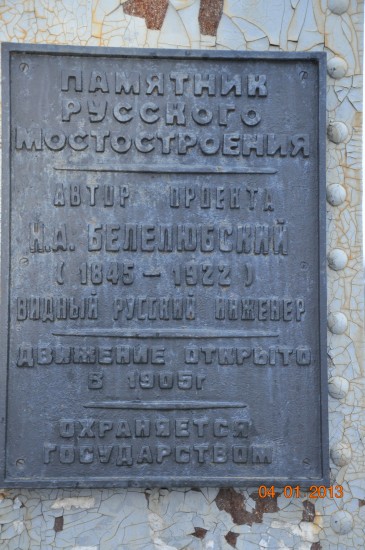 ПАМЯТНИК
РУССКОГО
МОСТОСТРОЕНИЯ
АВТОР ПРОЕКТА
Н.А. БЕЛЕЛЮБСКИЙ
(1845 - 1922)
ВИДНЫЙ РУССКИЙ ИНЖЕНЕР
ДВИЖЕНИЕ ОТКРЫТО
В 1905г
ОХРАНЯЕТСЯ
ГОСУДАРСТВОМ
04 01 2013